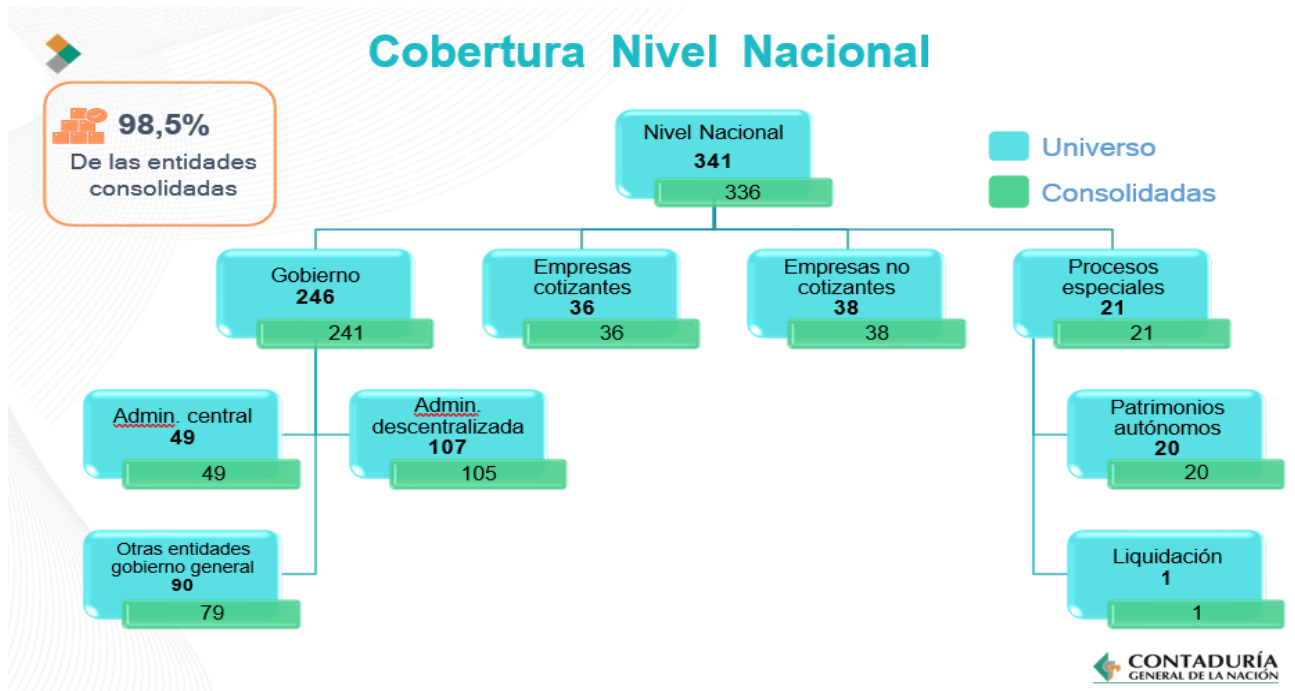 Cobertura Nivel Nacional
98,5%
De las entidades
consolidadas
Nivel Nacional
341
336
Universo
Consolidadas
Gobierno
246
241
Empresas
cotizantes
36
36
Empresas no
cotizantes
38
38
Procesos
especiales
21
21
Admin. central
49
49
Admin.
descentralizada
107
105
Patrimonios
autónomos
20
20
Otras entidades
gobierno general
90
79
Liquidación
1
1
CONTADURÍA
GENERAL DE LA NACIÓN